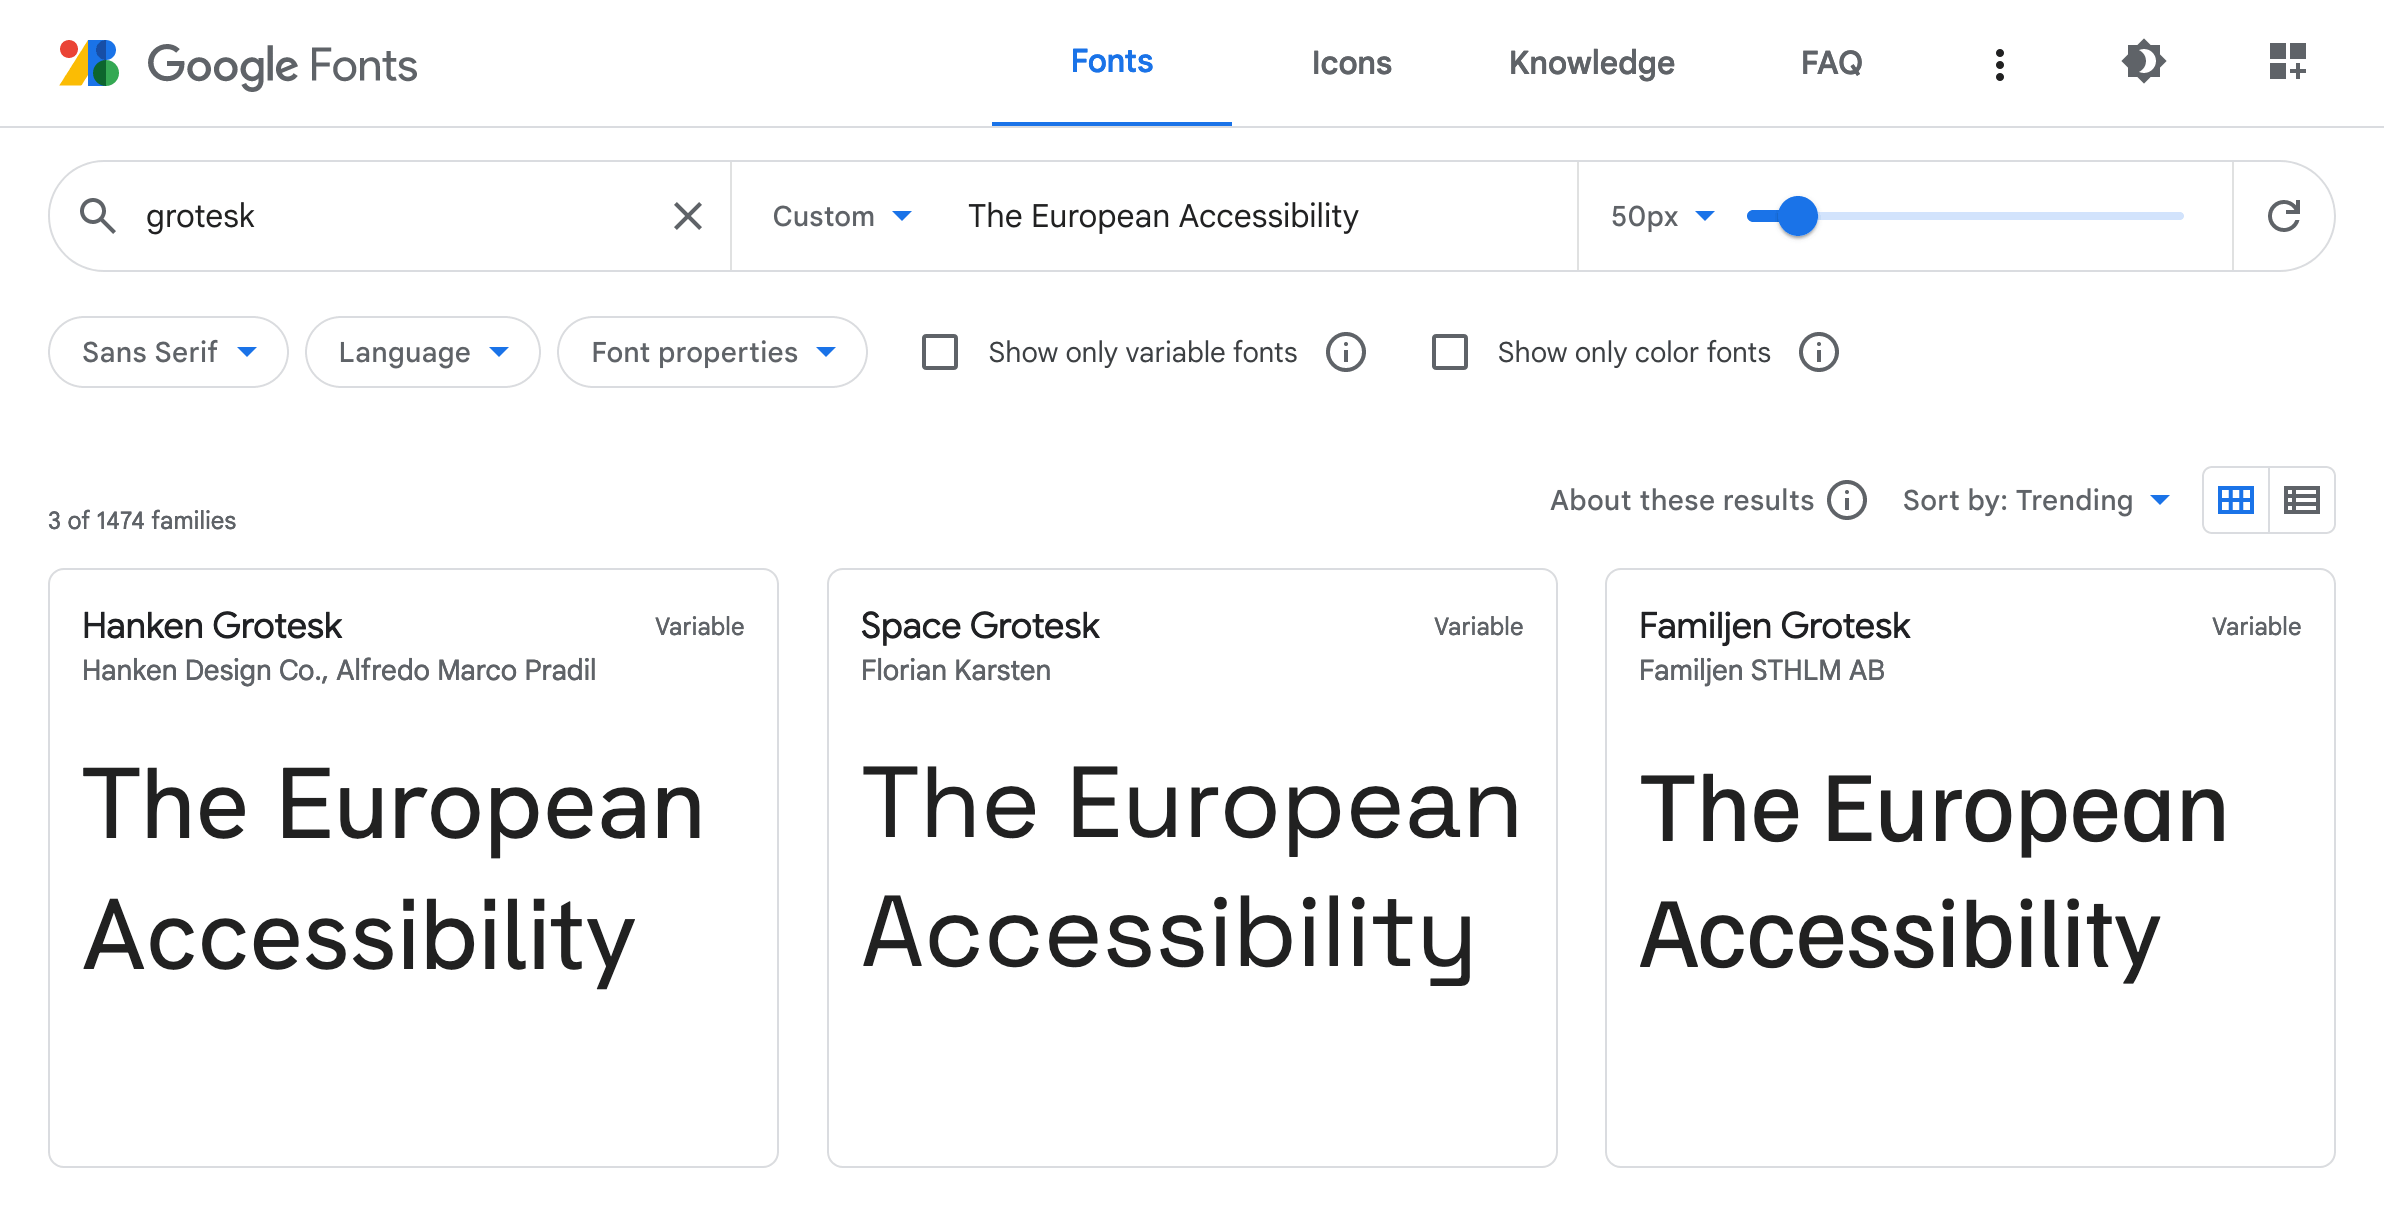 Google Fonts
Fonts
Icons
Knowledge
FAQ
grotesk
Custom
The European Accessibility
50px
Sans Serif
Language
Font properties
Show only variable fonts
Show only color fonts
3 of 1474 families
About these results
Sort by: Trending
Hanken Grotesk
Variable
Hanken Design Co., Alfredo Marco Pradil
The European
Accessibility
Space Grotesk
Variable
Florian Karsten
The European
Accessibility
Familjen Grotesk
Variable
Familjen STHLM AB
The European
Accessibility